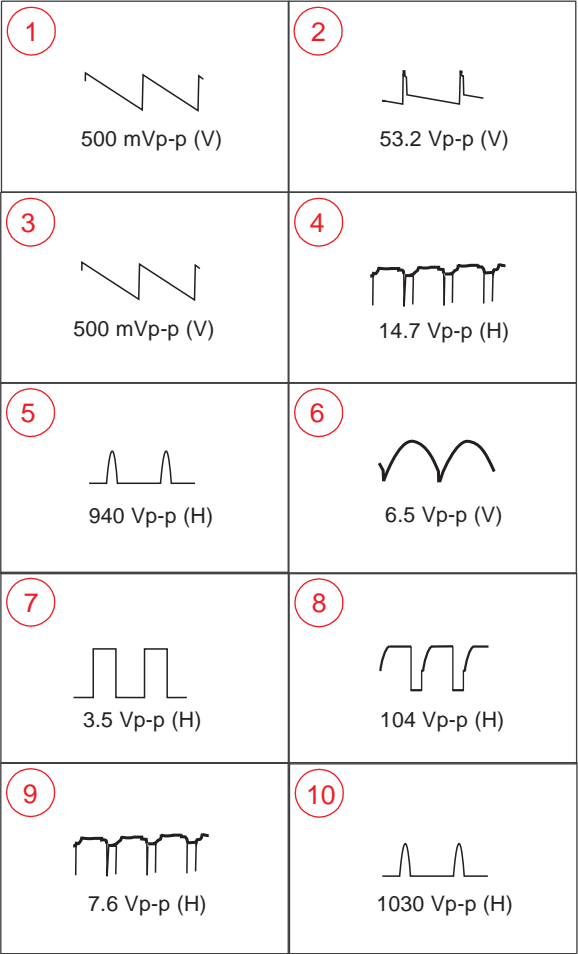 1
500 mVp-p (V)
2
53.2 Vp-p (V)
3
500 mVp-p (V)
4
14.7 Vp-p (H)
5
940 Vp-p (H)
6
6.5 Vp-p (V)
7
3.5 Vp-p (H)
8
104 Vp-p (H)
9
7.6 Vp-p (H)
10
1030 Vp-p (H)